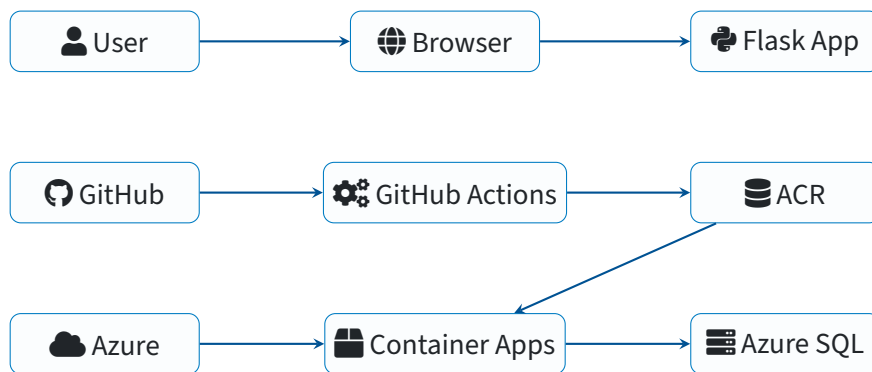 User
Browser
Flask App
GitHub
GitHub Actions
ACR
Azure
Container Apps
Azure SQL